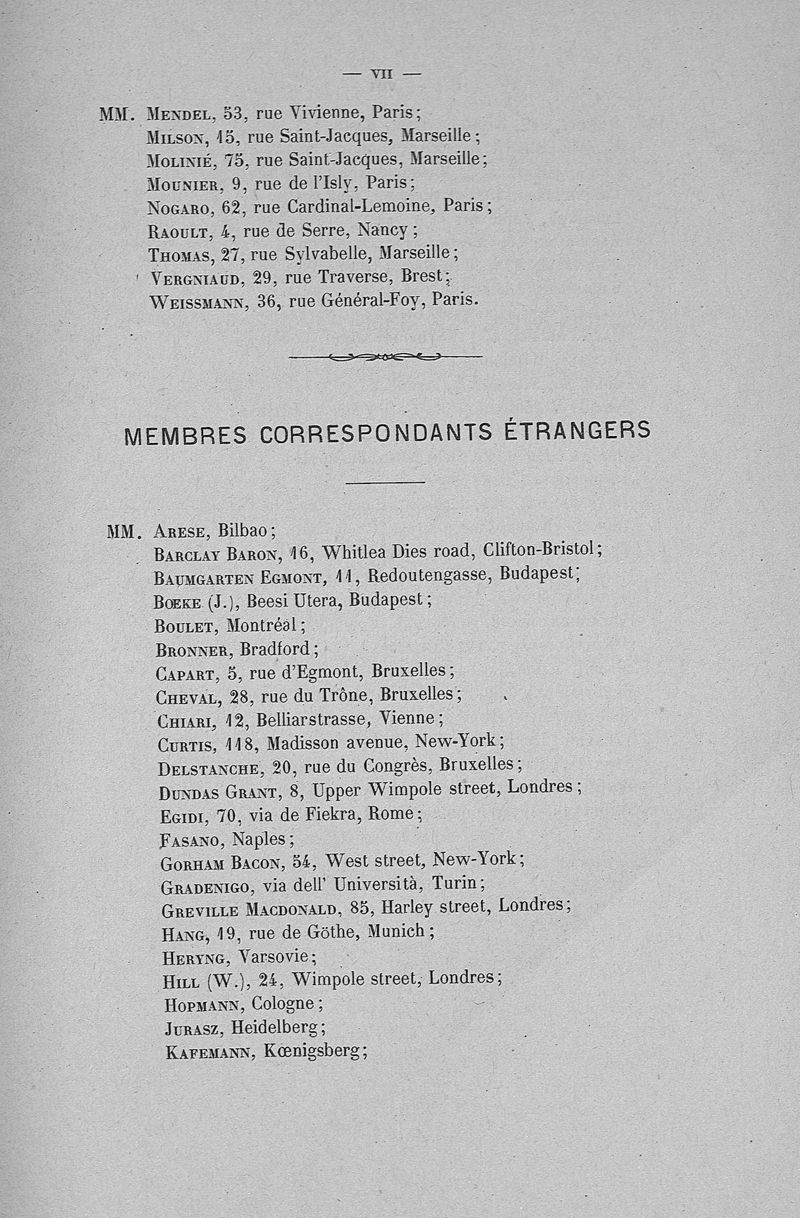 — VII —
MM. MENDEL, 53, rue Vivienne, Paris;
MILSON, 15, rue Saint-Jacques, Marseille;
MOLINIÉ, 75, rue Saint-Jacques, Marseille;
MOUNIER, 9, rue de l'Isly, Paris;
NOGARO, 62, rue Cardinal-Lemoine, Paris;
RAOULT, 4, rue de Serre, Nancy;
THOMAS, 27, rue Sylvabelle, Marseille;
VERGNIAUD, 29, rue Traverse, Brest;
WEISSMANN, 36, rue Général-Foy, Paris.
MEMBRES CORRESPONDANTS ÉTRANGERS
MM. ARESE, Bilbao;
BARCLAY BARON, 16, Whitlea Dies road, Clifton-Bristol;
BAUMGARTEN EGMONT, 11, Redoutengasse, Budapest;
BŒKE (J.), Beesi Utera, Budapest;
BOULET, Montréal;
BRONNER, Bradford;
CAPART, 5, rue d'Egmont, Bruxelles;
CHEVAL, 28, rue du Trône, Bruxelles;
CHIARI, 12, Belliarstrasse, Vienne;
CURTIS, 118, Madisson avenue, New-York;
DELSTANCHE, 20, rue du Congrès, Bruxelles;
DUNDAS GRANT, 8, Upper Wimpole street, Londres;
EGIDI, 70, via de Fiekra, Rome;
FASANO, Naples;
GORHAM BACON, 54, West street, New-York;
GRADENIGO, via dell' Università, Turin;
GREVILLE MACDONALD, 85, Harley street, Londres;
HANG, 19, rue de Göthe, Munich;
HERYNG, Varsovie;
HILL (W.), 24, Wimpole street, Londres;
HOPMANN, Cologne;
JURASZ, Heidelberg;
KAFEMANN, Kœnigsberg;